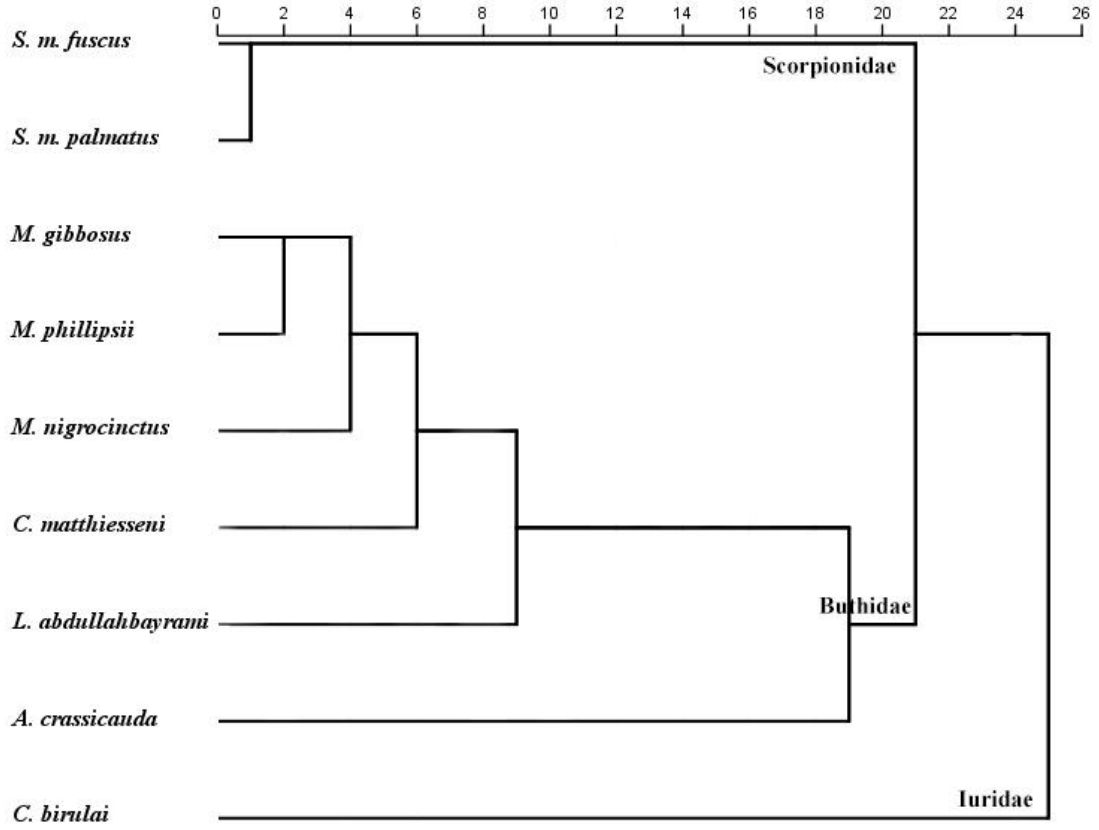 0 2 4 6 8 10 12 14 16 18 20 22 24 26
S. m. fuscus
Scorpionidae
S. m. palmatus
M. gibbosus
M. phillipsii
M. nigrocinctus
C. matthiesseni
Buthidae
L. abdullahbayrami
A. crassicauda
Iuridae
C. birulai